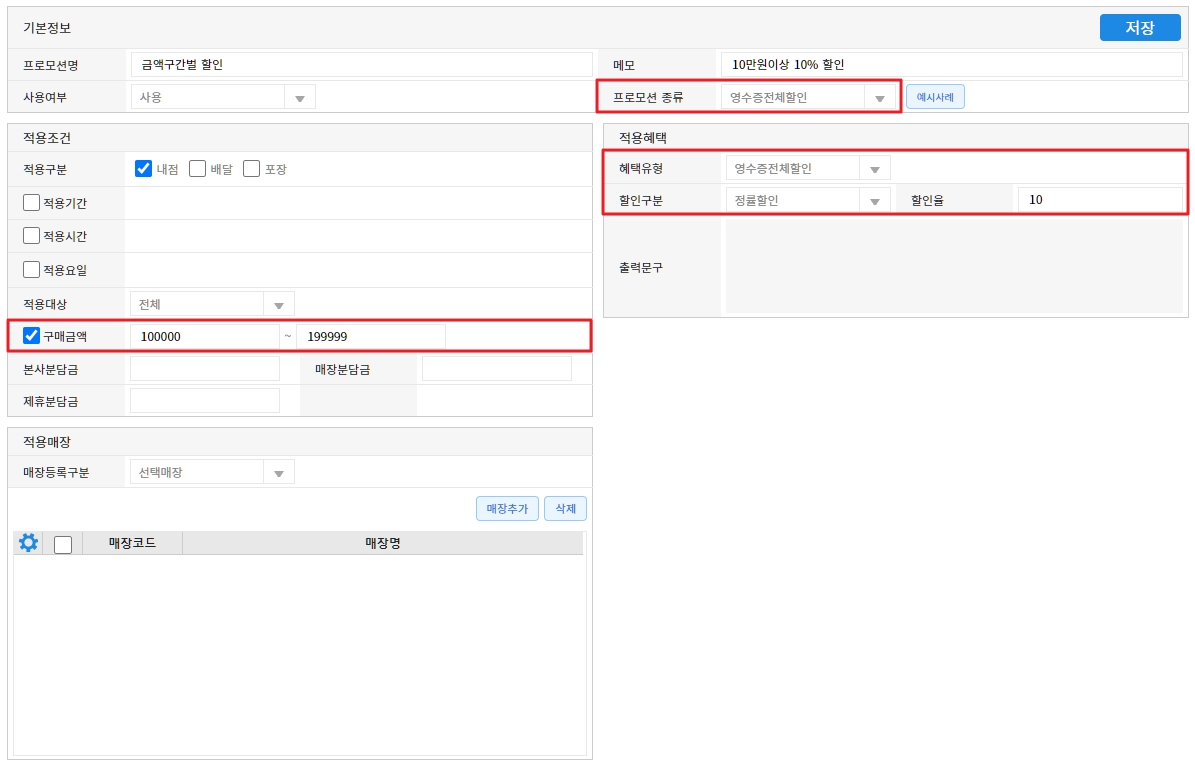 기본정보 저장
프로모션명 금액구간별 할인 메모 10만원이상 10% 할인
사용여부 사용 프로모션 종류 영수증전체할인 예시사례
적용조건
적용구분 내점 배달 포장
적용기간
적용시간
적용요일
적용대상 전체
구매금액 100000 ~ 199999
본사분담금 매장분담금
제휴분담금
적용혜택
혜택유형 영수증전체할인
할인구분 정률할인 할인율 10
출력문구
적용매장
매장등록구분 선택매장
매장추가 삭제
매장코드 매장명